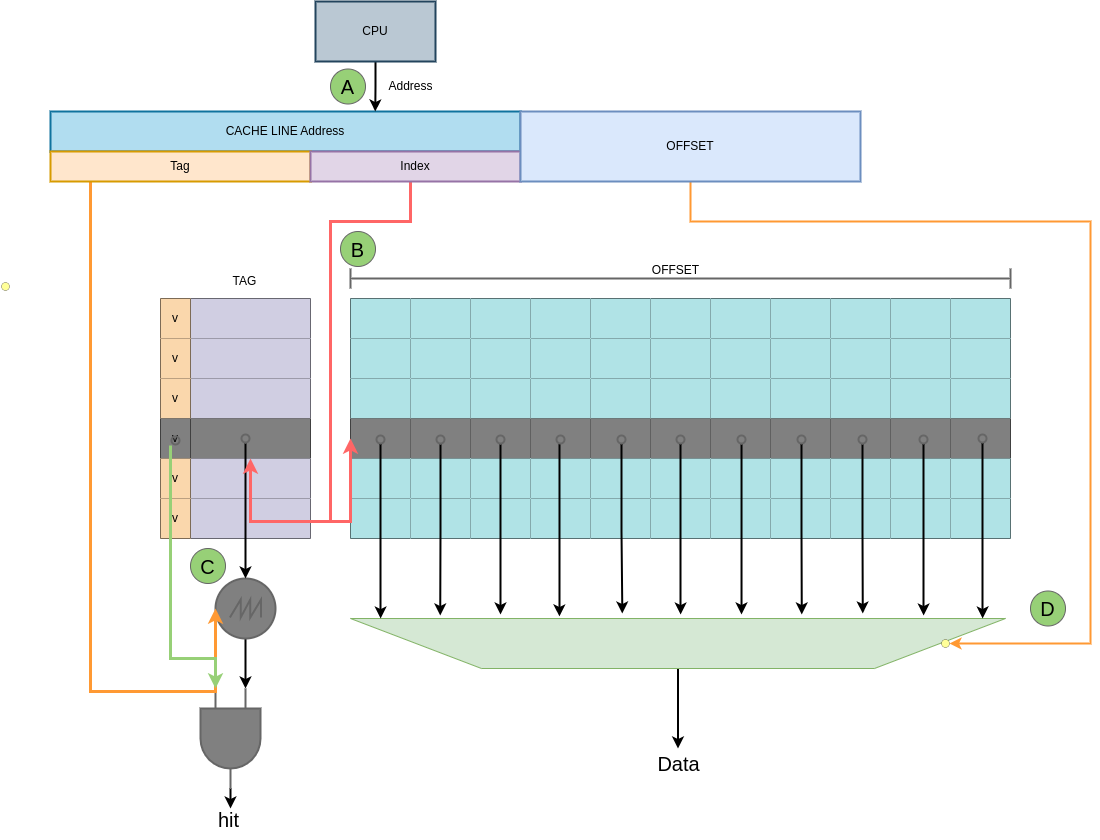 CPU
A
Address
CACHE LINE Address
OFFSET
Tag
Index
B
TAG
OFFSET
v
v
v
v
v
v
C
D
Data
hit